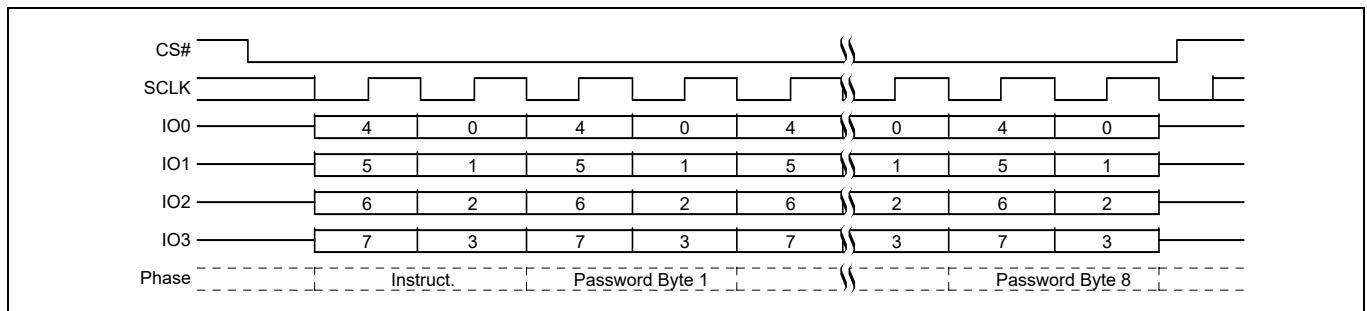 CS#
SCLK
IO0 4 0 4 0 4 0 4 0
IO1 5 1 5 1 5 1 5 1
IO2 6 2 6 2 6 2 6 2
IO3 7 3 7 3 7 3 7 3
Phase Instruct. Password Byte 1 Password Byte 8